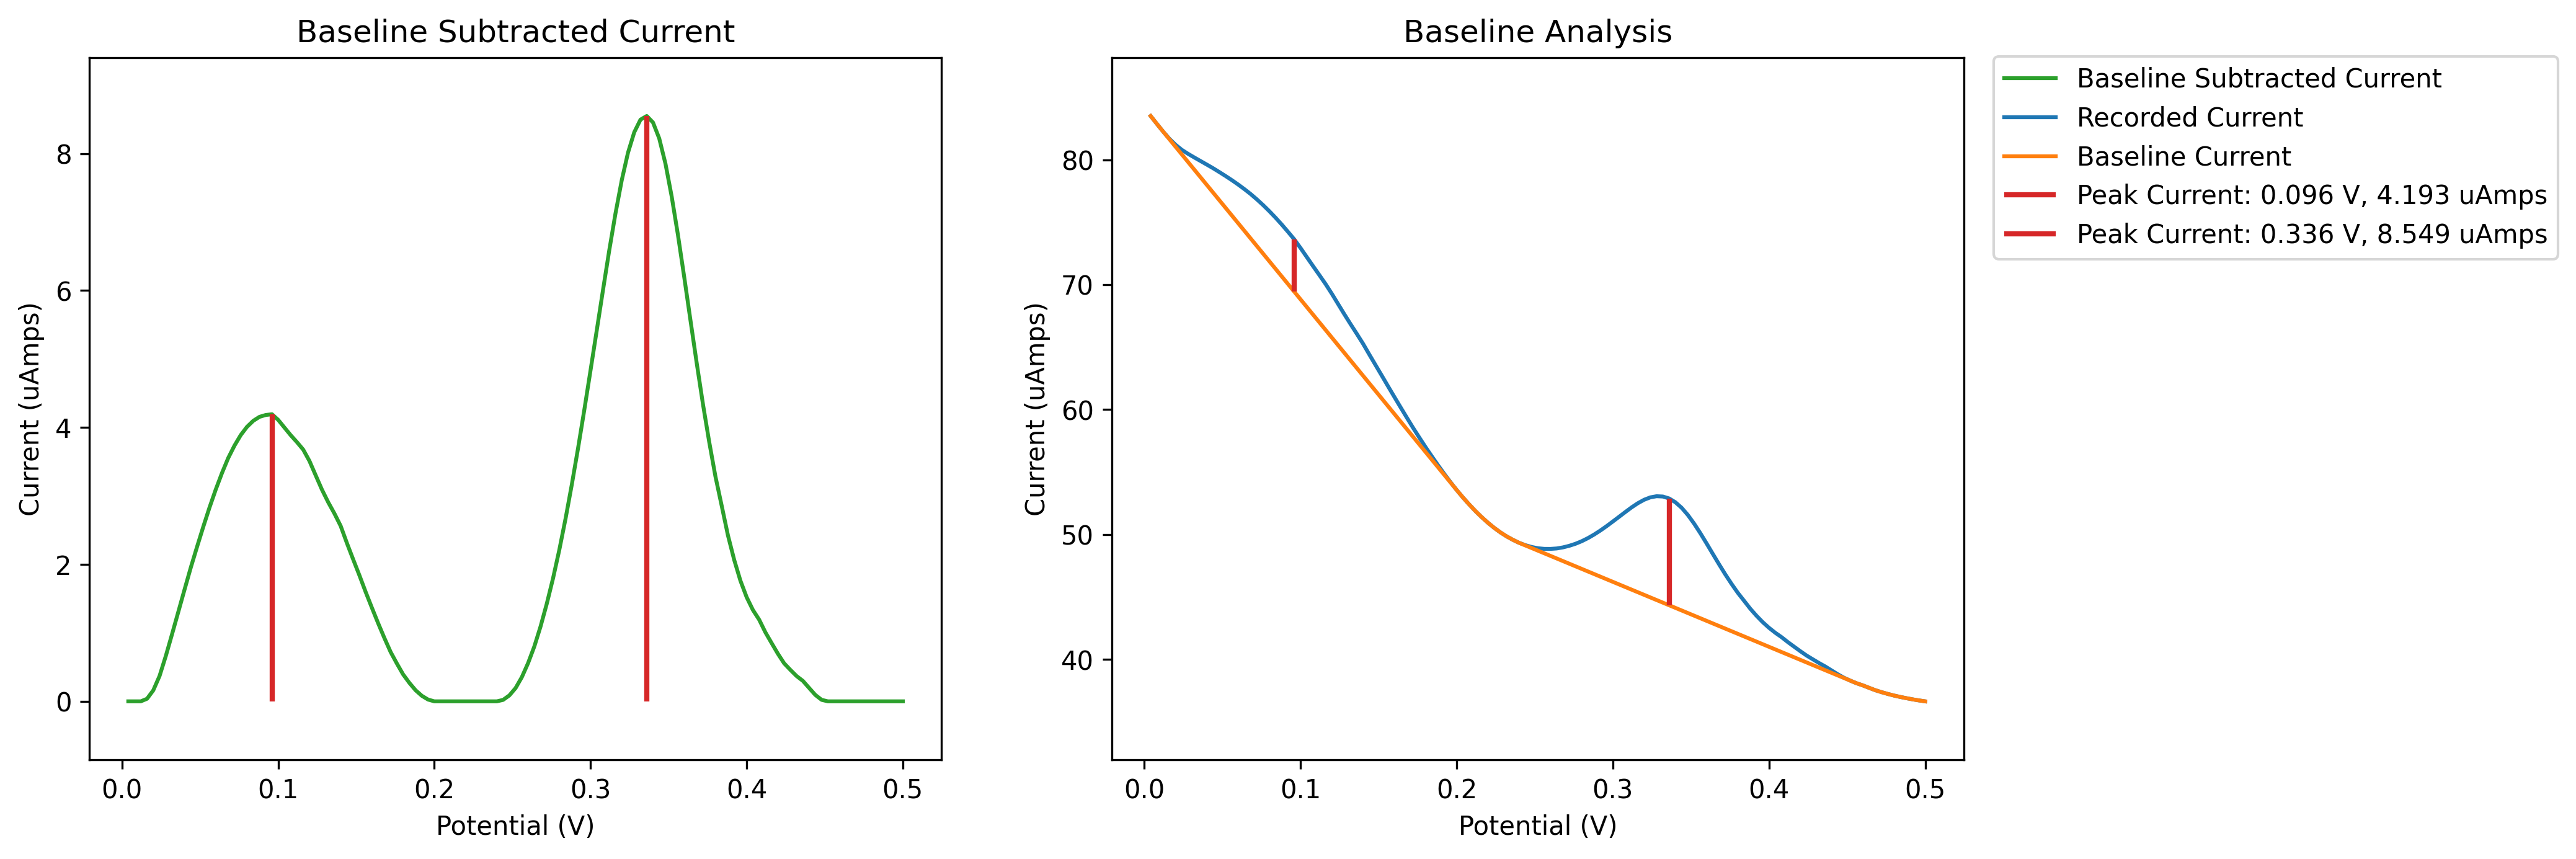 Baseline Subtracted Current
Current (uAmps)
8
6
4
2
0
0.0 0.1 0.2 0.3 0.4 0.5
Potential (V)
Baseline Analysis
Current (uAmps)
80
70
60
50
40
0.0 0.1 0.2 0.3 0.4 0.5
Potential (V)
Baseline Subtracted Current
Recorded Current
Baseline Current
Peak Current: 0.096 V, 4.193 uAmps
Peak Current: 0.336 V, 8.549 uAmps